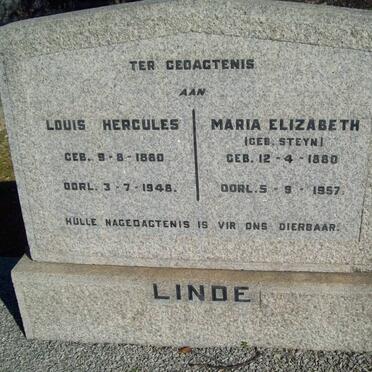 TER GEDAGTENIS
AAN
LOUIS HERCULES
GEB. 9-8-1880
OORL. 3-7-1948.
MARIA ELIZABETH
(GEB. STEYN)
GEB. 12-4-1880
OORL. 5-9-1957.
HULLE NAGEDAGTENIS IS VIR ONS DIERBAAR.
LINDE